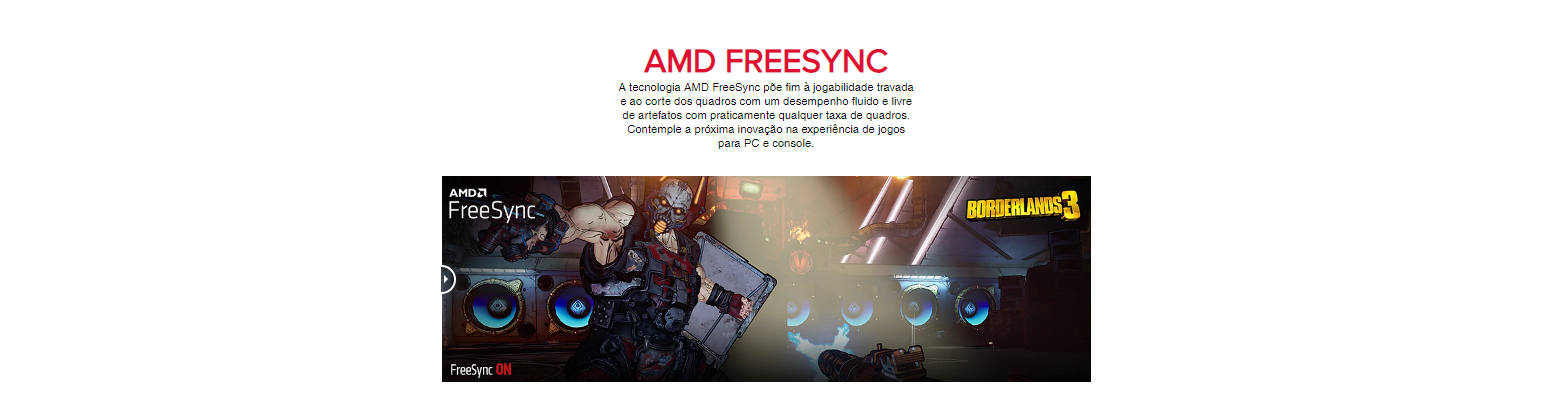 AMD FREESYNC
A tecnologia AMD FreeSync põe fim à jogabilidade travada
e ao corte dos quadros com um desempenho fluido e livre
de artefatos com praticamente qualquer taxa de quadros.
Contemple a próxima inovação na experiência de jogos
para PC e console.
AMD
FreeSync
BORDERLANDS 3
FreeSync ON